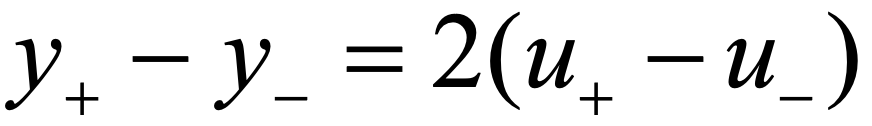 y₊ − y₋ = 2(u₊ − u₋)